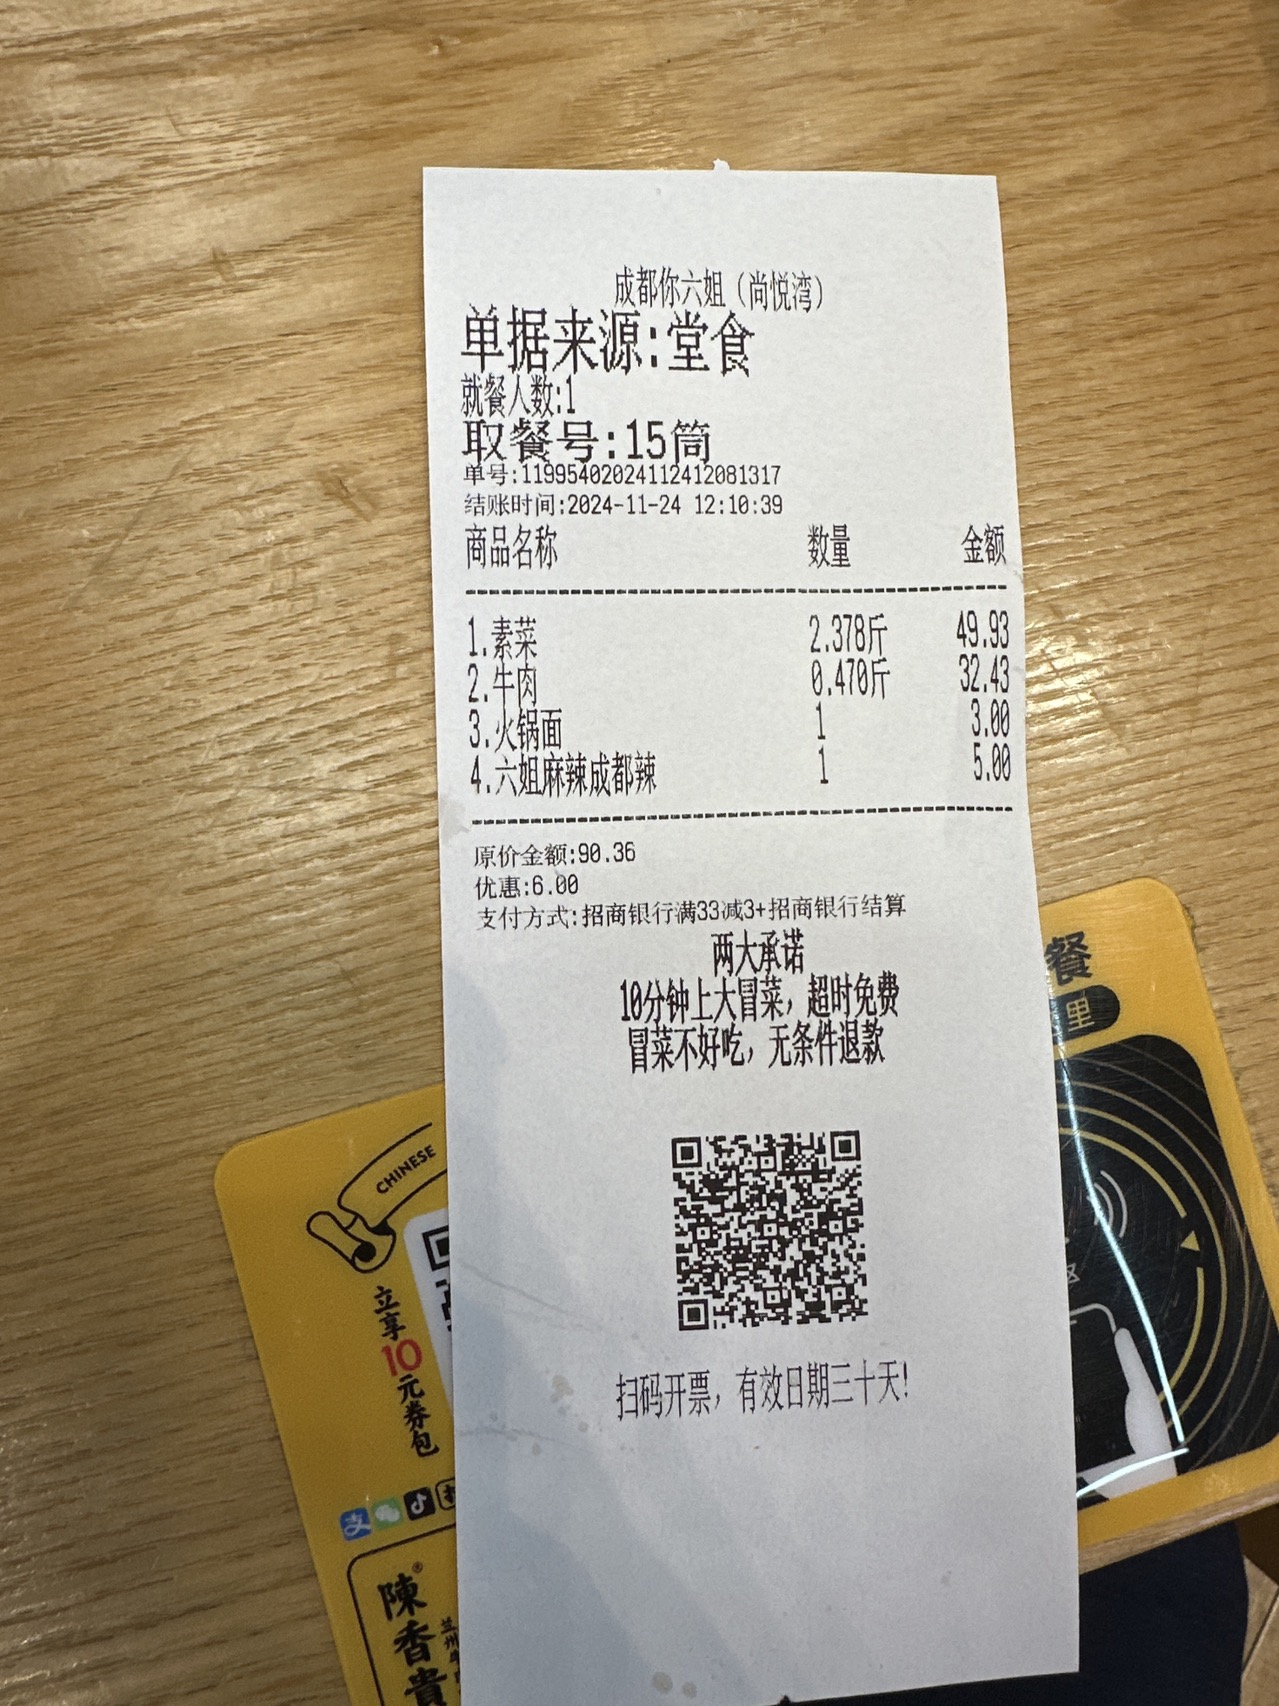 成都你六姐（尚悦湾）
单据来源:堂食
就餐人数:1
取餐号:15筒
单号:11995402024112412081317
结账时间:2024-11-24 12:10:39
商品名称 数量 金额
1.素菜 2.378斤 49.93
2.牛肉 0.470斤 32.43
3.火锅面 1 3.00
4.六姐麻辣成都辣 1 5.00
原价金额:90.36
优惠:6.00
支付方式:招商银行满33减3+招商银行结算
两大承诺
10分钟上大冒菜，超时免费
冒菜不好吃，无条件退款
扫码开票，有效日期三十天!
餐
里
CHINESE
立享10元券包
支
陳香貴
兰州牛